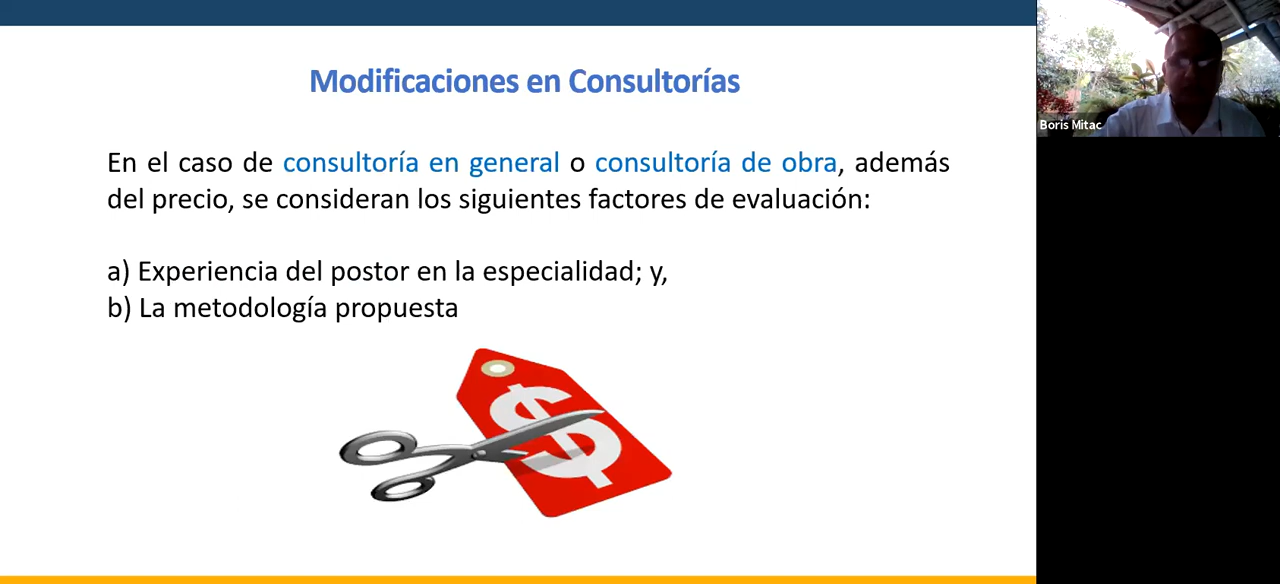 Modificaciones en Consultorías
En el caso de consultoría en general o consultoría de obra, además
del precio, se consideran los siguientes factores de evaluación:
a) Experiencia del postor en la especialidad; y,
b) La metodología propuesta
$
Boris Mitac